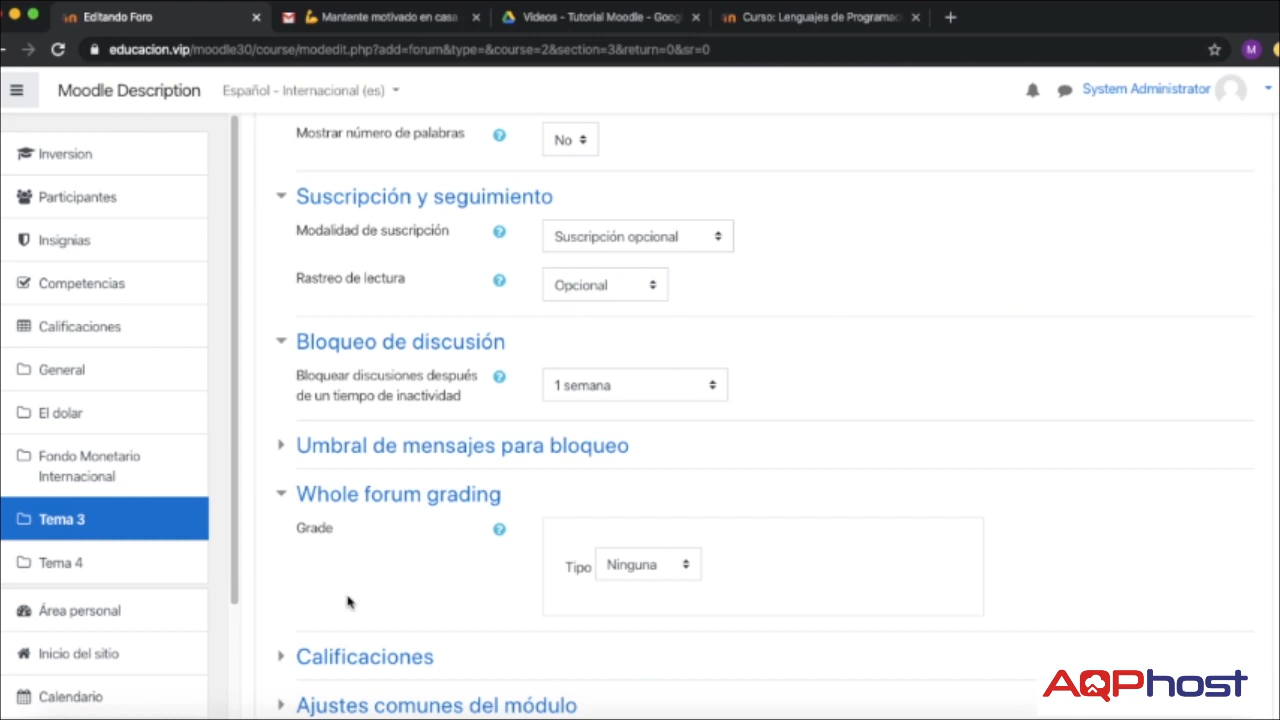 Editando Foro
Mantente motivado en casa
Videos - Tutorial Moodle - Goog
Curso: Lenguajes de Programac
educacion.vip/moodle30/course/modedit.php?add=forum&type=&course=2&section=3&return=0&sr=0
M
Moodle Description
Español - Internacional (es)
System Administrator
Inversion
Participantes
Insignias
Competencias
Calificaciones
General
El dolar
Fondo Monetario
Internacional
Tema 3
Tema 4
Área personal
Inicio del sitio
Calendario
Mostrar número de palabras
No
Suscripción y seguimiento
Modalidad de suscripción
Suscripción opcional
Rastreo de lectura
Opcional
Bloqueo de discusión
Bloquear discusiones después
de un tiempo de inactividad
1 semana
Umbral de mensajes para bloqueo
Whole forum grading
Grade
Tipo Ninguna
Calificaciones
Ajustes comunes del módulo
AQPhost